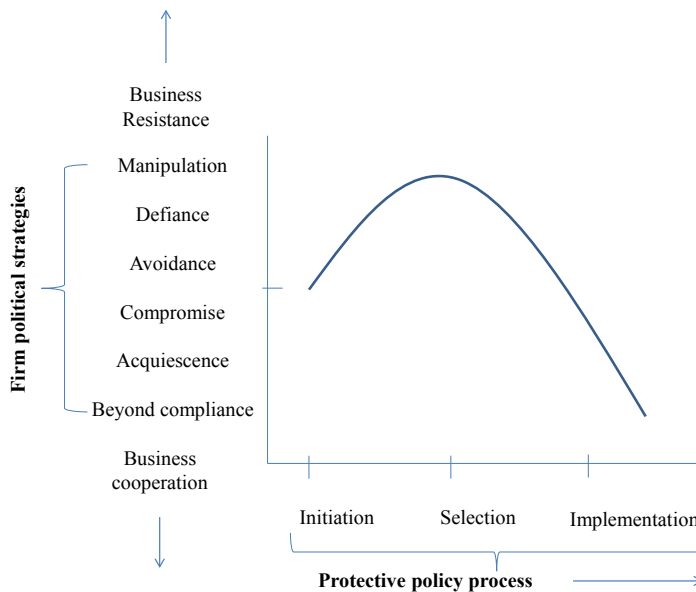 Business
Resistance
Manipulation
Defiance
Avoidance
Compromise
Acquiescence
Beyond compliance
Business
cooperation
Firm political strategies
Initiation
Selection
Implementation
Protective policy process